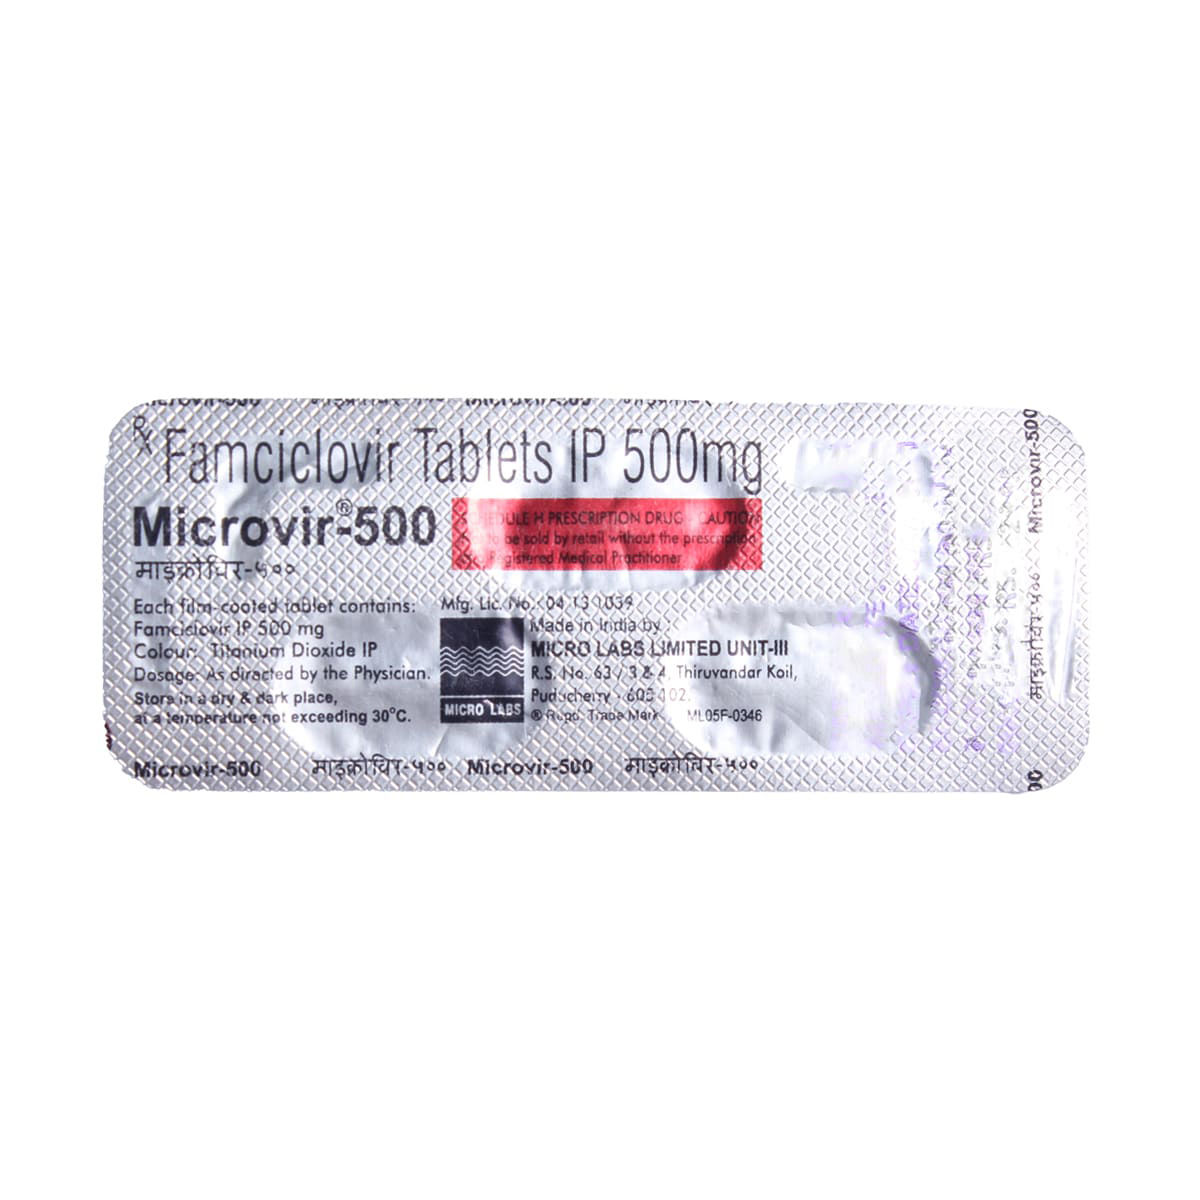 Rx Famciclovir Tablets IP 500mg
Microvir®-500
माइक्रोविर-५००
SCHEDULE H PRESCRIPTION DRUG - CAUTION
to be sold by retail without the prescription
Registered Medical Practitioner
Each film-coated tablet contains:
Famciclovir IP 500 mg
Colour: Titanium Dioxide IP
Dosage: As directed by the Physician.
Store in a dry & dark place,
at a temperature not exceeding 30°C.
Mfg. Lic. No.: 04 13 1039
MICRO LABS
Made in India by :
MICRO LABS LIMITED UNIT-III
R.S. No. 63 / 3 & 4, Thiruvandar Koil,
Puducherry - 605 102.
® Regd. Trade Mark ML05F-0346
Microvir-500 माइक्रोविर-५०० Microvir-500 माइक्रोविर-५००
Microvir-500
माइक्रोविर-५००